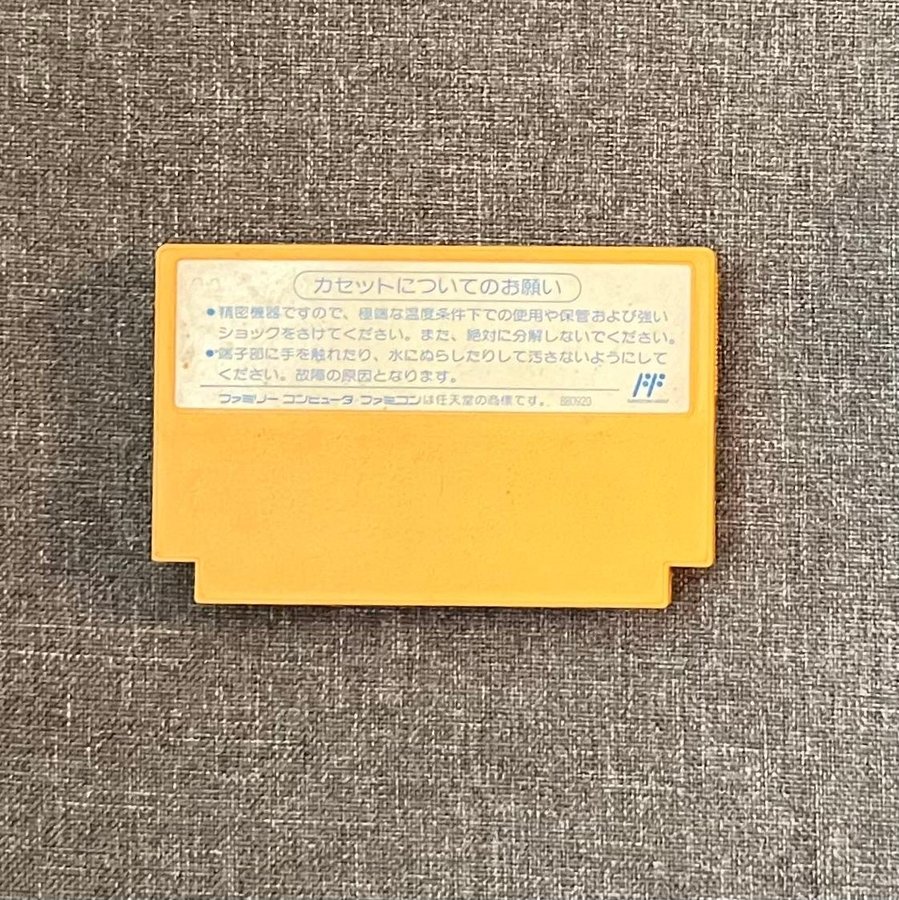 カセットについてのお願い
●精密機器ですので、極端な温度条件下での使用や保管および強い
ショックをさけてください。また、絶対に分解しないでください。
●端子部に手を触れたり、水にぬらしたりして汚さないようにして
ください。故障の原因となります。
ファミリー コンピュータ・ファミコンは任天堂の商標です。 880920